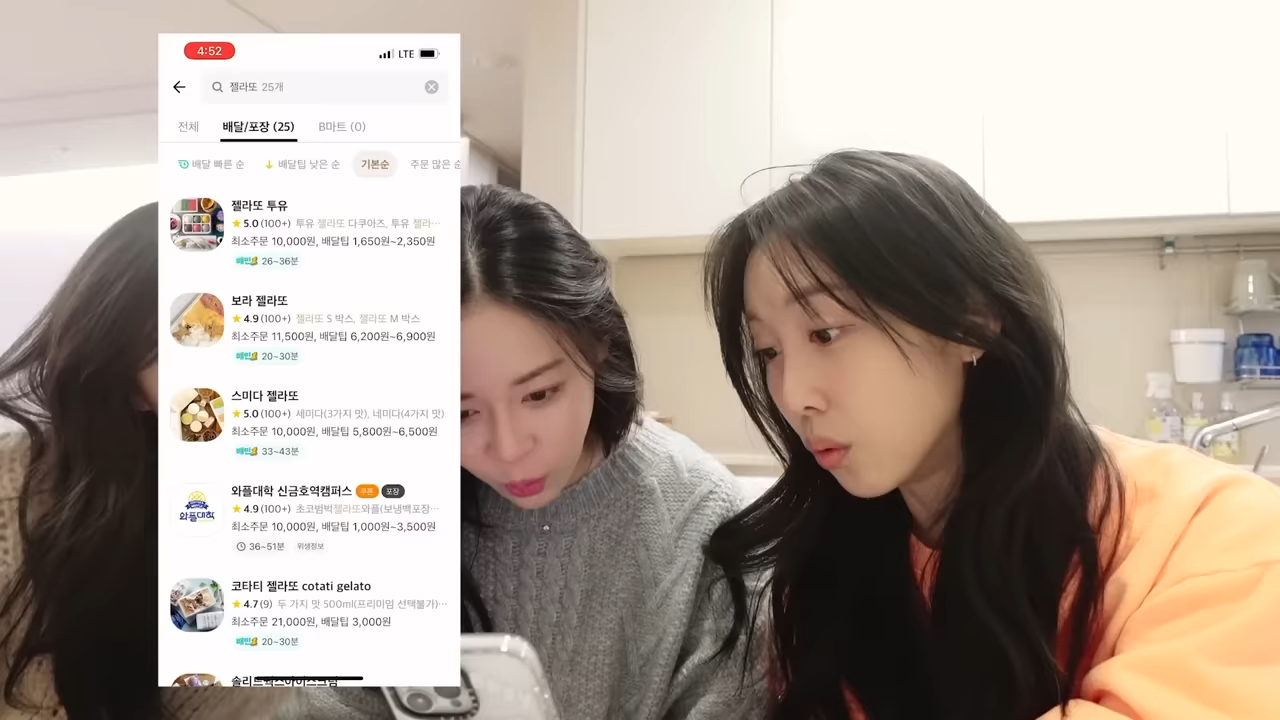 4:52
LTE
젤라또 25개
전체 배달/포장 (25) B마트 (0)
배달 빠른 순 배달팁 낮은 순 기본순 주문 많은 순
젤라또 투유
5.0(100+) 투유 젤라또 다쿠아즈, 투유 젤라···
최소주문 10,000원, 배달팁 1,650원~2,350원
배민 26~36분
보라 젤라또
4.9(100+) 젤라또 S 박스, 젤라또 M 박스
최소주문 11,500원, 배달팁 6,200원~6,900원
배민 20~30분
스미다 젤라또
5.0(100+) 세미다(3가지 맛), 네미다(4가지 맛)
최소주문 10,000원, 배달팁 5,800원~6,500원
배민 33~43분
와플대학
와플대학 신금호역캠퍼스 쿠폰 포장
4.9(100+) 초코범벅젤라또와플(보냉백포장···
최소주문 10,000원, 배달팁 1,000원~3,500원
36~51분 위생정보
코타티 젤라또 cotati gelato
4.7(9) 두 가지 맛 500ml(프리미엄 선택불가)···
최소주문 21,000원, 배달팁 3,000원
배민 20~30분